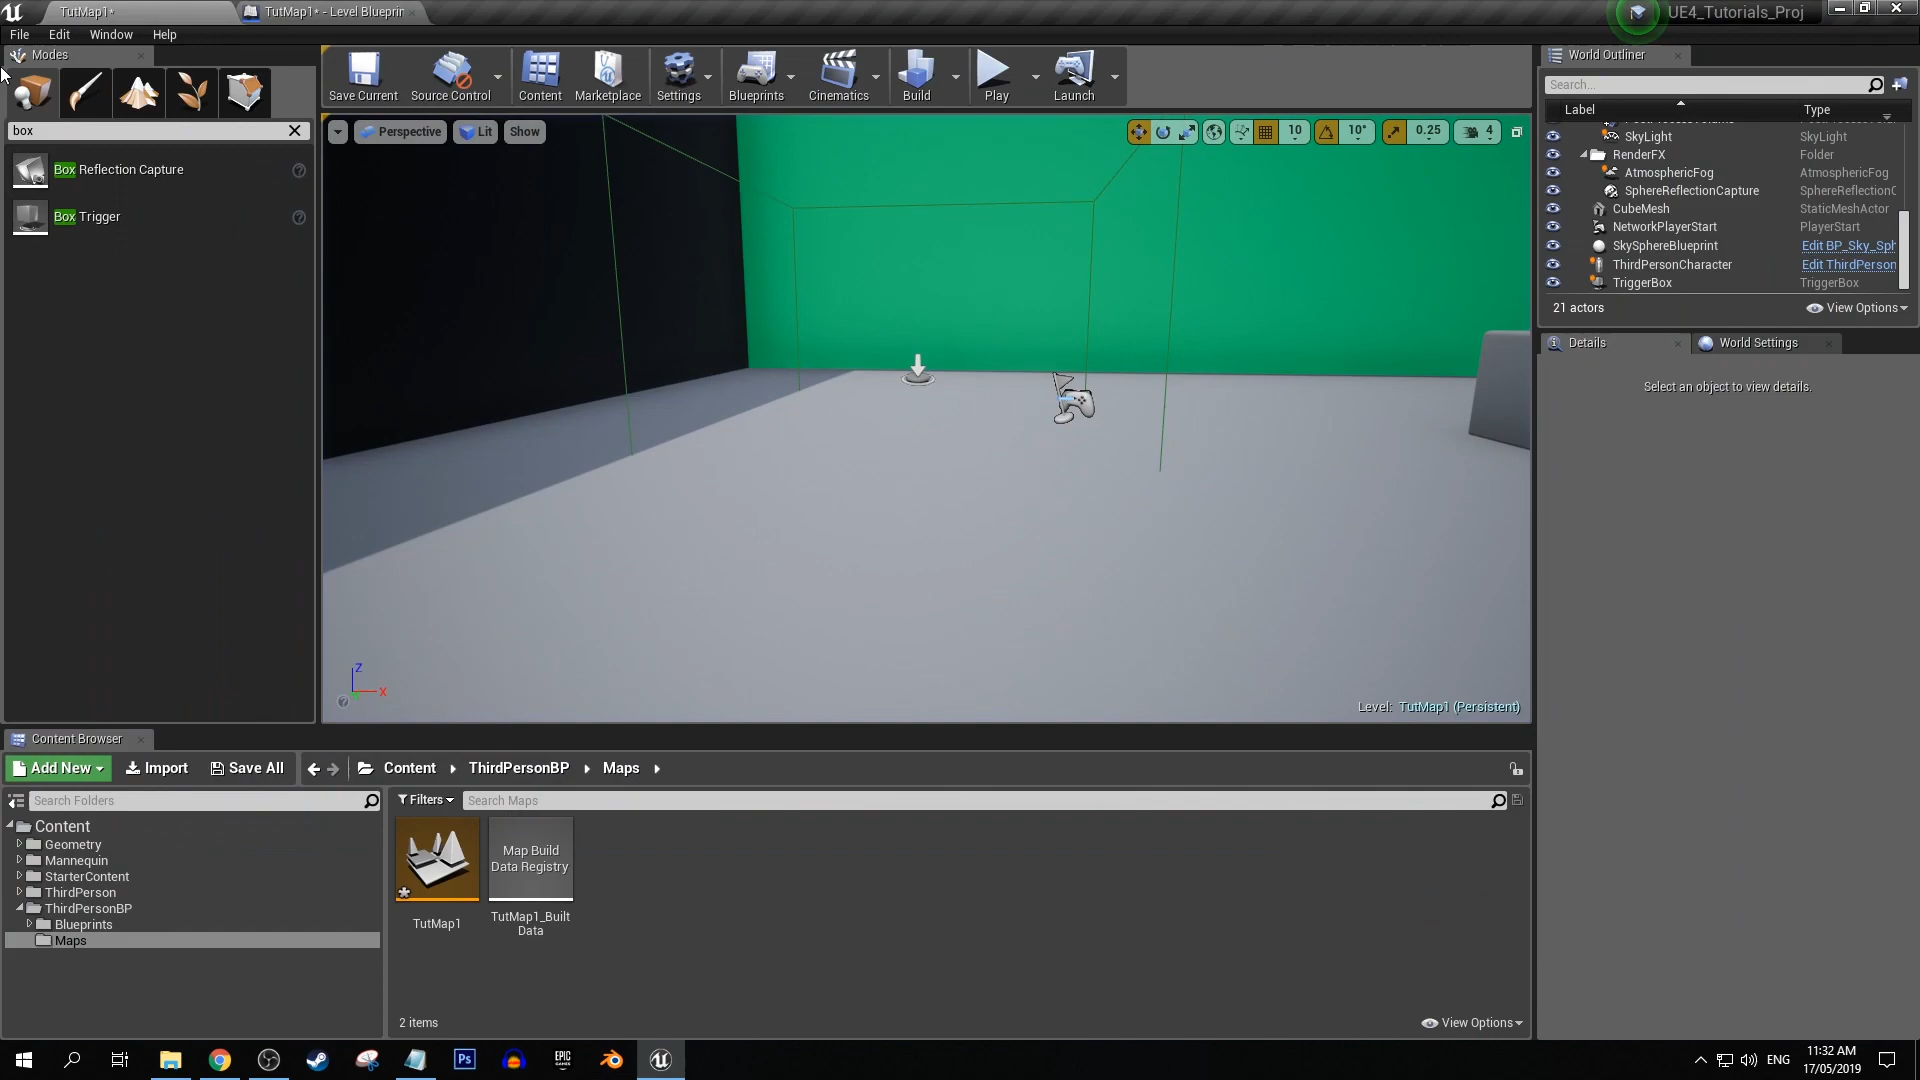 TutMap1*
TutMap1* - Level Blueprin
UE4_Tutorials_Proj
File Edit Window Help
Modes
box
Box Reflection Capture
Box Trigger
Save Current
Source Control
Content
Marketplace
Settings
Blueprints
Cinematics
Build
Play
Launch
Perspective
Lit
Show
10
10°
0.25
4
Z
X
Level: TutMap1 (Persistent)
World Outliner
Search...
Label Type
SkyLight SkyLight
RenderFX Folder
AtmosphericFog AtmosphericFog
SphereReflectionCapture SphereReflectionC
CubeMesh StaticMeshActor
NetworkPlayerStart PlayerStart
SkySphereBlueprint Edit BP_Sky_Sph
ThirdPersonCharacter Edit ThirdPerson
TriggerBox TriggerBox
21 actors
View Options
Details
World Settings
Select an object to view details.
Content Browser
Add New
Import
Save All
Content
ThirdPersonBP
Maps
Search Folders
Filters
Search Maps
Content
Geometry
Mannequin
StarterContent
ThirdPerson
ThirdPersonBP
Blueprints
Maps
Map Build
Data Registry
TutMap1
TutMap1_Built
Data
2 items
View Options
Ps
EPIC
GAMES
ENG
11:32 AM
17/05/2019